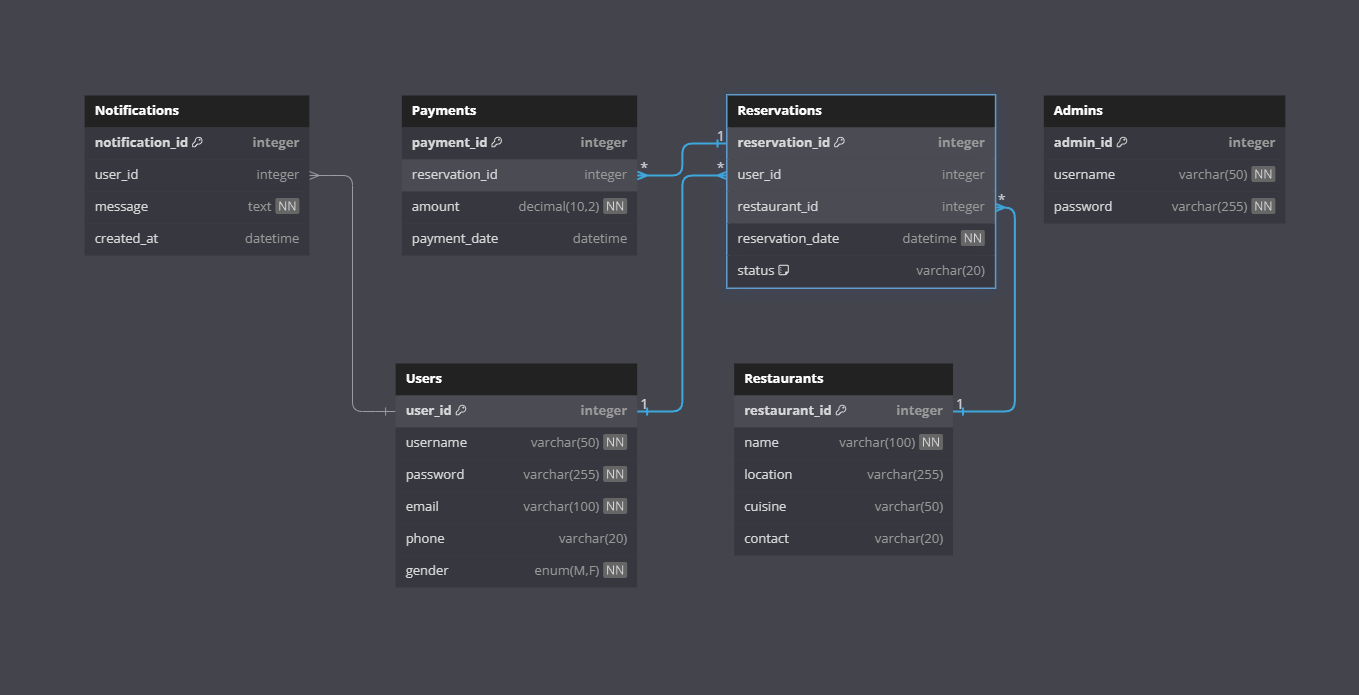 Notifications
notification_id integer
user_id integer
message text NN
created_at datetime
Payments
payment_id integer
reservation_id integer
amount decimal(10,2) NN
payment_date datetime
Reservations
reservation_id integer
user_id integer
restaurant_id integer
reservation_date datetime NN
status varchar(20)
Admins
admin_id integer
username varchar(50) NN
password varchar(255) NN
* 1
*
*
Users
user_id integer
username varchar(50) NN
password varchar(255) NN
email varchar(100) NN
phone varchar(20)
gender enum(M,F) NN
1
Restaurants
restaurant_id integer
name varchar(100) NN
location varchar(255)
cuisine varchar(50)
contact varchar(20)
1